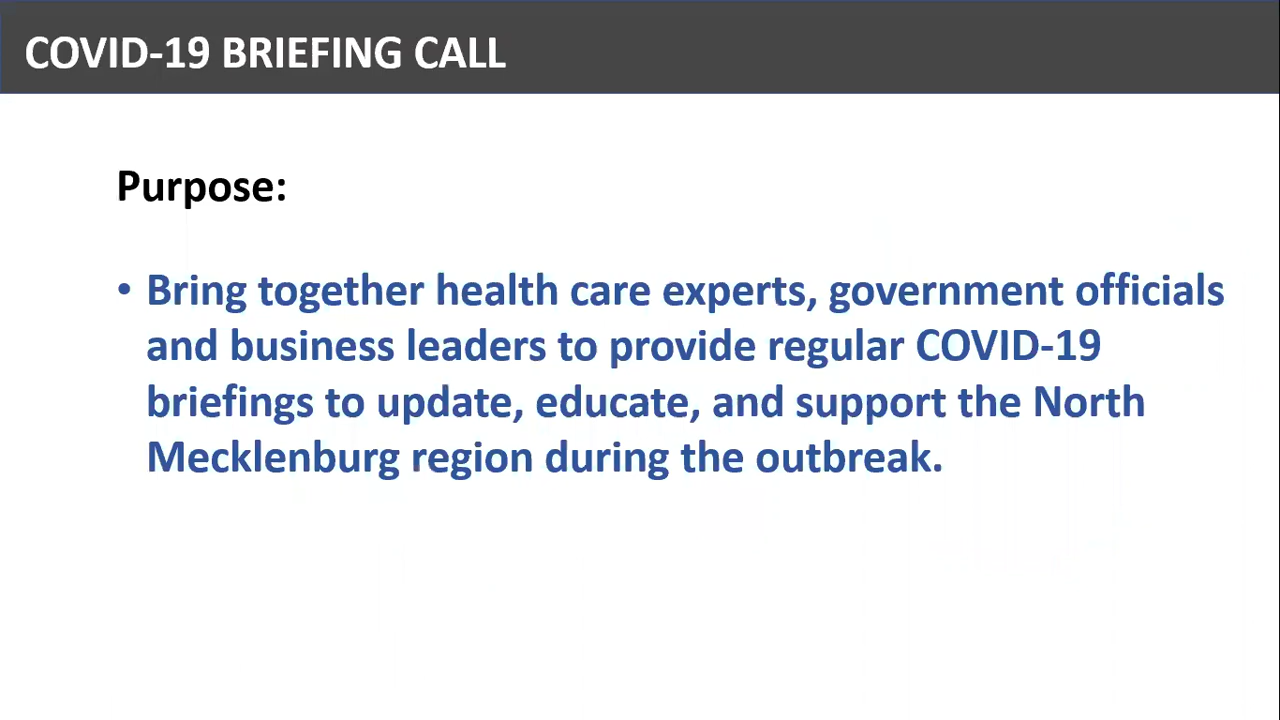 COVID-19 BRIEFING CALL
Purpose:
• Bring together health care experts, government officials
and business leaders to provide regular COVID-19
briefings to update, educate, and support the North
Mecklenburg region during the outbreak.